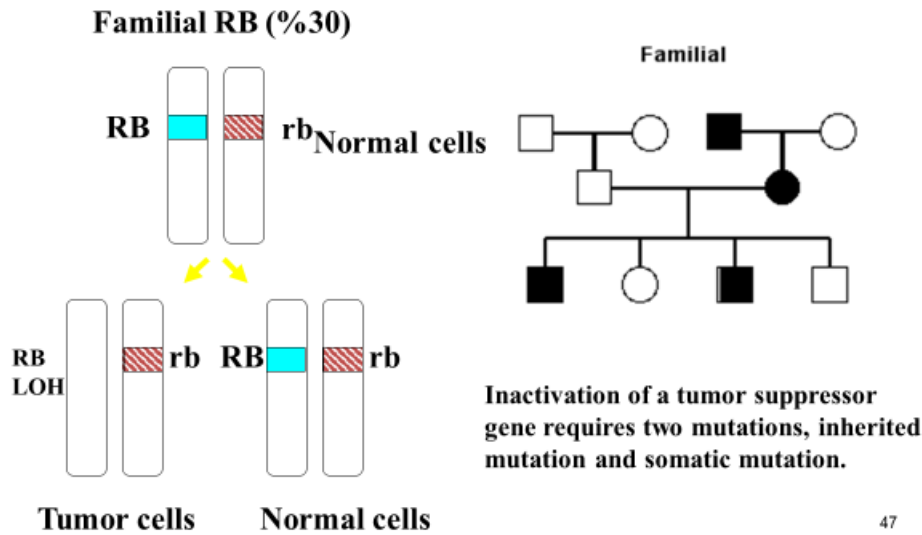 Familial RB (%30)
RB
rb
Normal cells
RB
LOH
rb
RB
rb
Tumor cells
Normal cells
Familial
Inactivation of a tumor suppressor
gene requires two mutations, inherited
mutation and somatic mutation.
47